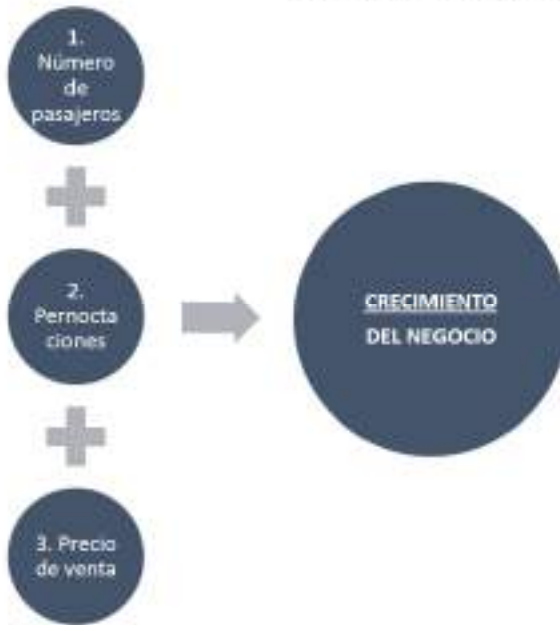 1.
Número
de
pasajeros
2.
Pernocta
ciones
3. Precio
de venta
CRECIMIENTO
DEL NEGOCIO